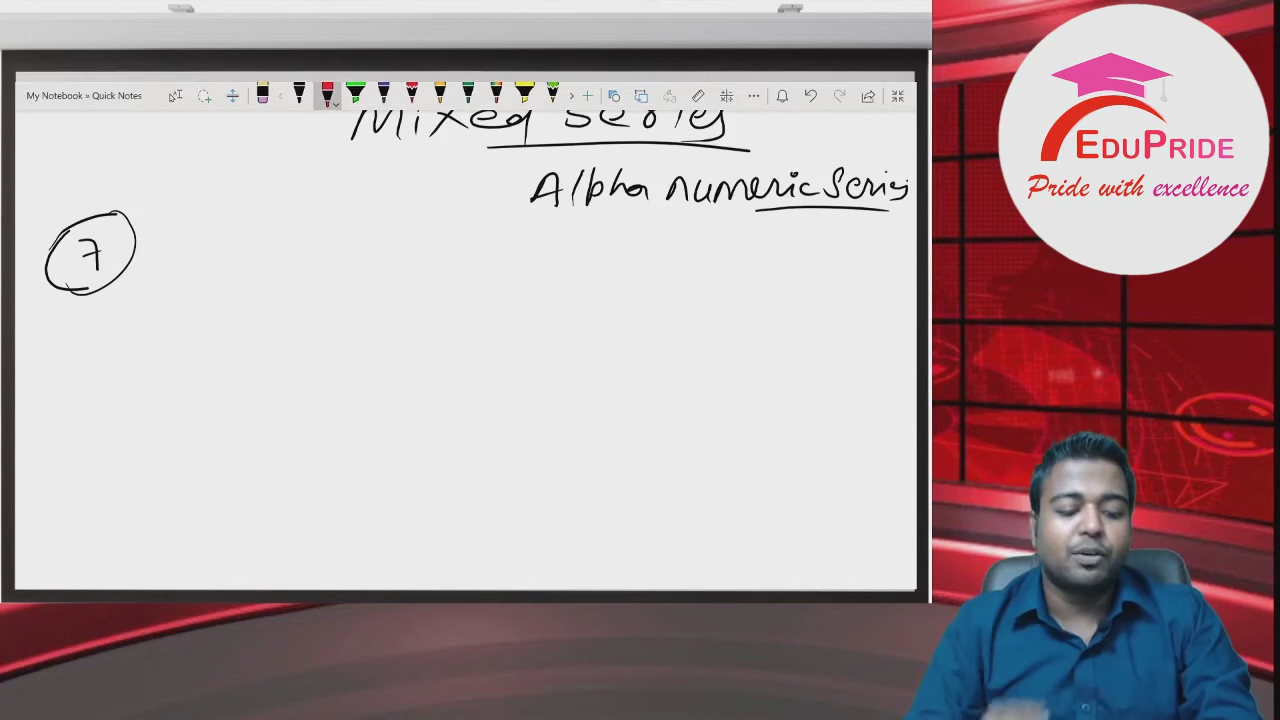 My Notebook » Quick Notes
Mixed Series
Alpha numeric Series
7
EDUPRIDE
Pride with excellence